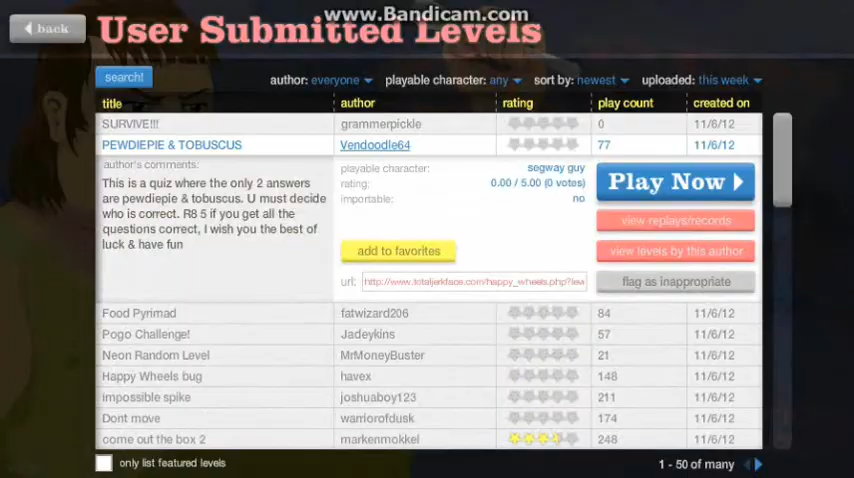 www.Bandicam.com
back
User Submitted Levels
search!
author: everyone playable character: any sort by: newest uploaded: this week
title author rating play count created on
SURVIVE!!! grammerpickle 0 11/6/12
PEWDIEPIE & TOBUSCUS Vendoodle64 77 11/6/12
author's comments:
This is a quiz where the only 2 answers
are pewdiepie & tobuscus. U must decide
who is correct. R8 5 if you get all the
questions correct, I wish you the best of
luck & have fun
playable character: segway guy
rating: 0.00 / 5.00 (0 votes)
importable: no
add to favorites
url: http://www.totaljerkface.com/happy_wheels.php?lev
Play Now
view replays/records
view levels by this author
flag as inappropriate
Food Pyrimad fatwizard206 84 11/6/12
Pogo Challenge! Jadeykins 57 11/6/12
Neon Random Level MrMoneyBuster 21 11/6/12
Happy Wheels bug havex 148 11/6/12
impossible spike joshuaboy123 211 11/6/12
Dont move warriorofdusk 174 11/6/12
come out the box 2 markenmokkel 248 11/6/12
only list featured levels
1 - 50 of many